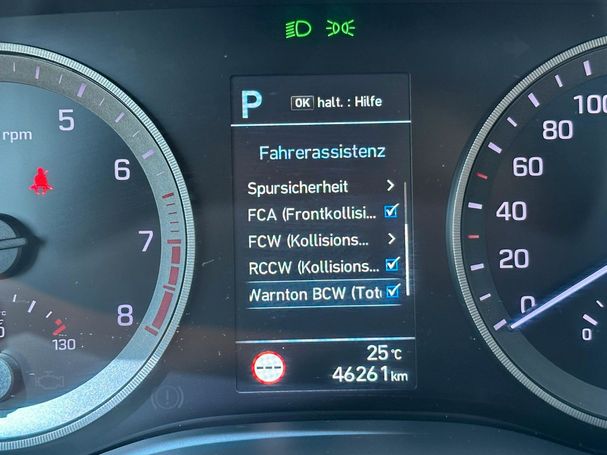 P OK halt. : Hilfe
Fahrerassistenz
Spursicherheit >
FCA (Frontkollisi...
FCW (Kollisions... >
RCCW (Kollisions...
Warnton BCW (Tot
25°C
46261km
rpm
5
6
7
8
130
100
80
60
40
20
0
0